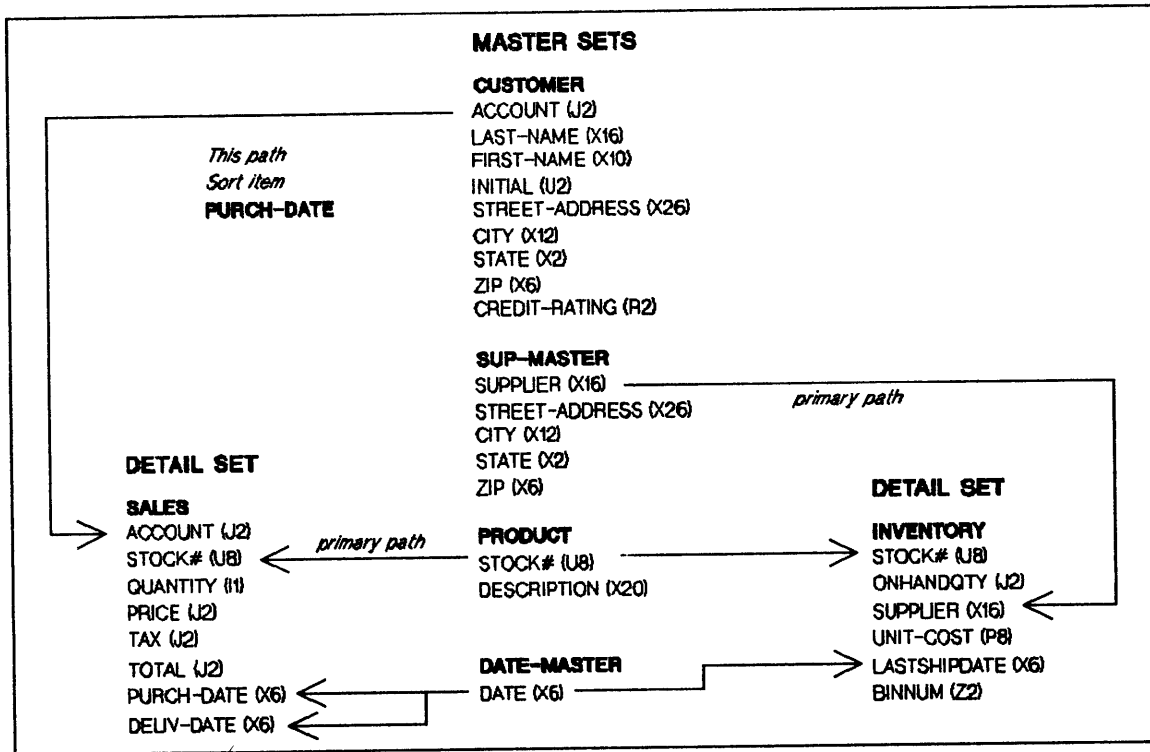 MASTER SETS
CUSTOMER
ACCOUNT (J2)
LAST-NAME (X16)
FIRST-NAME (X10)
INITIAL (U2)
STREET-ADDRESS (X26)
CITY (X12)
STATE (X2)
ZIP (X6)
CREDIT-RATING (R2)
This path
Sort item
PURCH-DATE
SUP-MASTER
SUPPLIER (X16)
STREET-ADDRESS (X26)
CITY (X12)
STATE (X2)
ZIP (X6)
primary path
DETAIL SET
SALES
ACCOUNT (J2)
STOCK# (U8)
QUANTITY (I1)
PRICE (J2)
TAX (J2)
TOTAL (J2)
PURCH-DATE (X6)
DELIV-DATE (X6)
primary path
PRODUCT
STOCK# (U8)
DESCRIPTION (X20)
DATE-MASTER
DATE (X6)
DETAIL SET
INVENTORY
STOCK# (U8)
ONHANDQTY (J2)
SUPPLIER (X16)
UNIT-COST (P8)
LASTSHIPDATE (X6)
BINNUM (Z2)